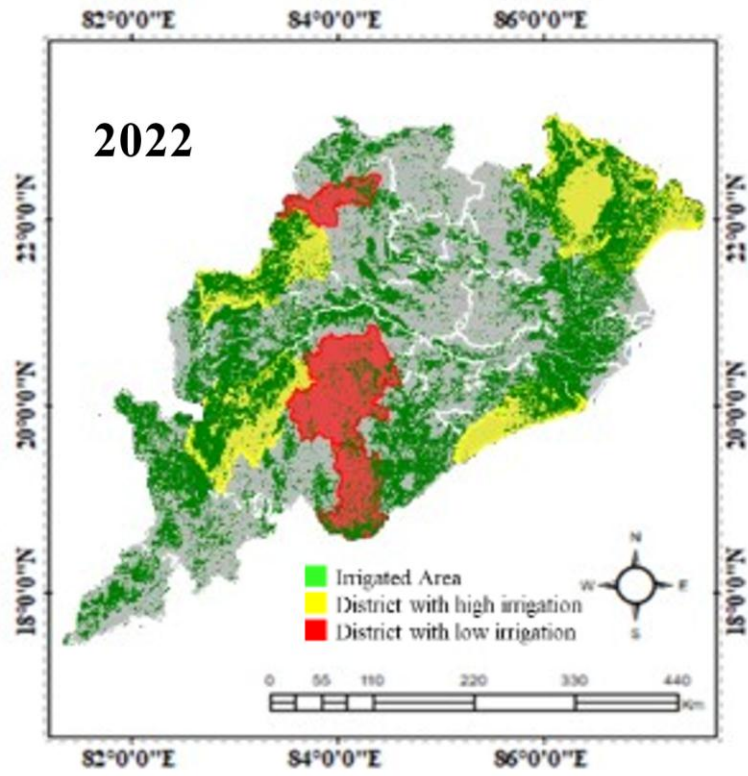 82°0'0"E 84°0'0"E 86°0'0"E
2022
22°0'0"N 22°0'0"N
20°0'0"N 20°0'0"N
18°0'0"N 18°0'0"N
N
W E
S
Irrigated Area
District with high irrigation
District with low irrigation
0 55 110 220 330 440
Km
82°0'0"E 84°0'0"E 86°0'0"E